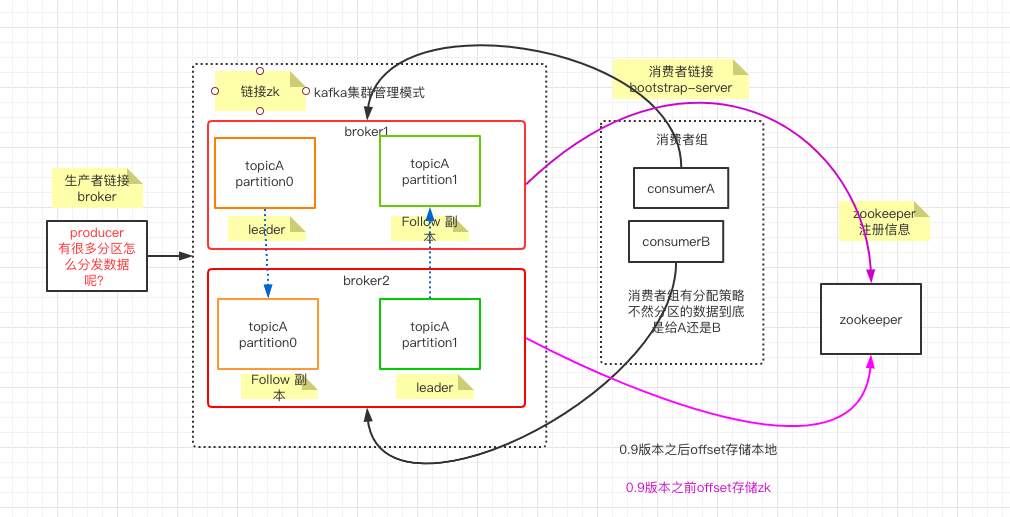 链接zk
kafka集群管理模式
broker1
topicA
partition0
topicA
partition1
leader
Follow 副
本
broker2
topicA
partition0
topicA
partition1
Follow 副
本
leader
生产者链接
broker
producer
有很多分区怎
么分发数据
呢?
消费者链接
bootstrap-server
消费者组
consumerA
consumerB
消费者组有分配策略
不然分区的数据到底
是给A还是B
zookeeper
注册信息
zookeeper
0.9版本之后offset存储本地
0.9版本之前offset存储zk